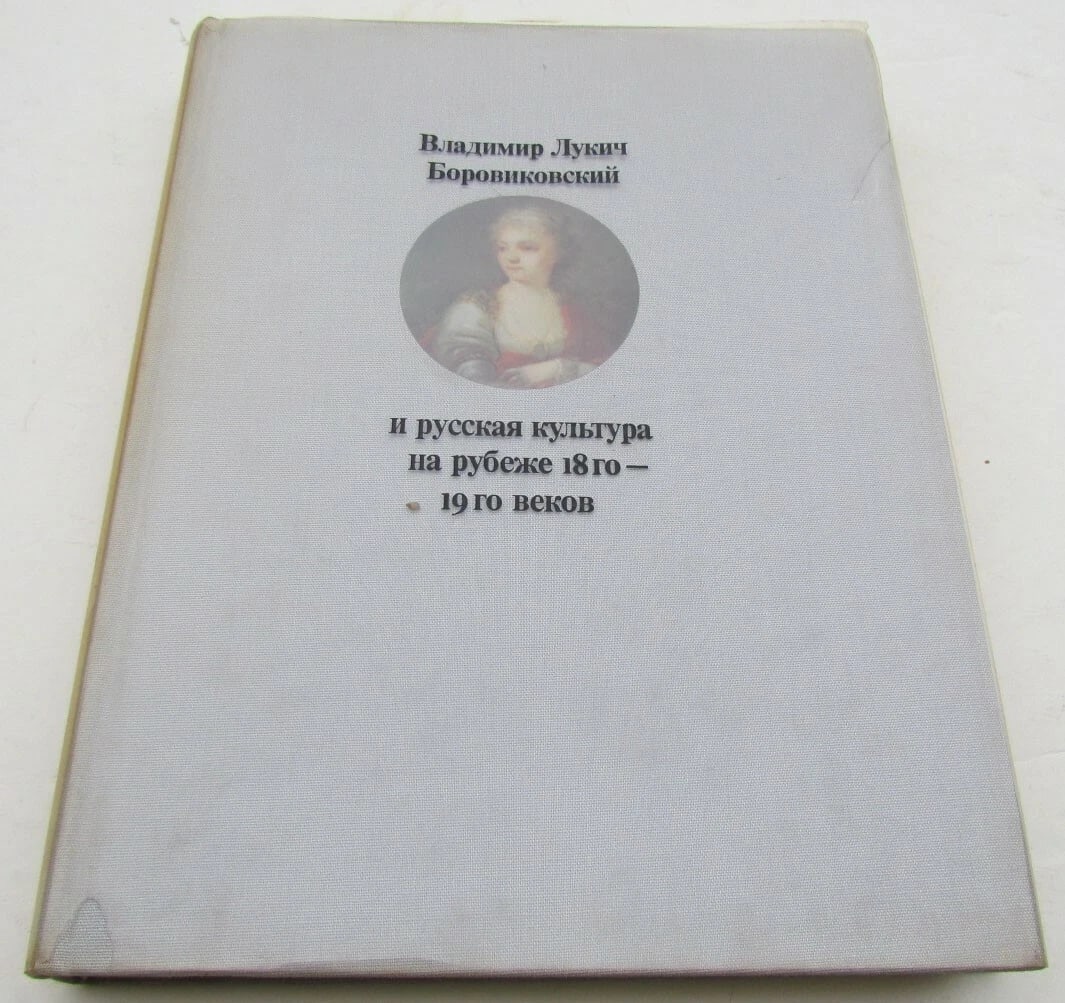 Владимир Лукич
Боровиковский
и русская культура
на рубеже 18го —
19го веков